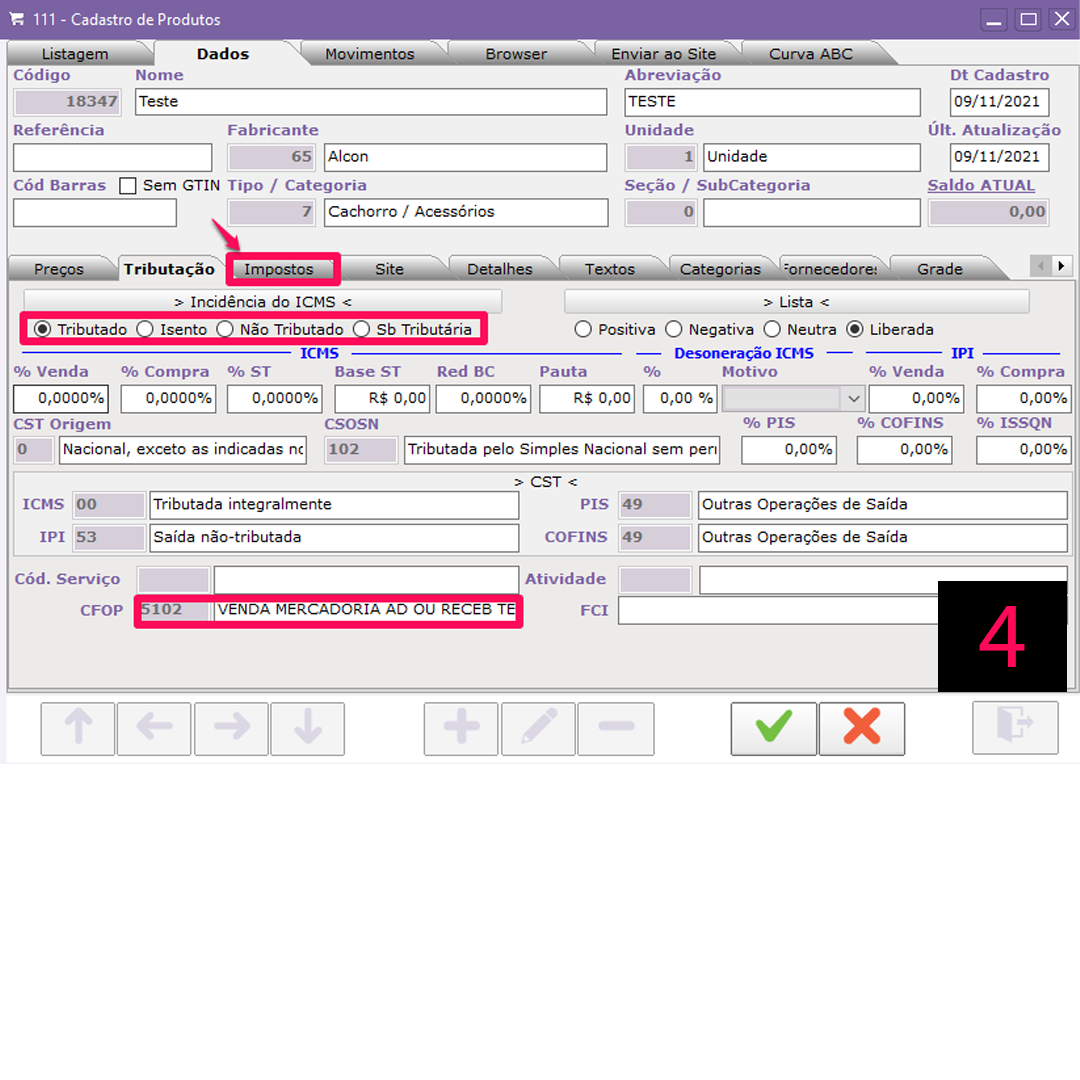 111 - Cadastro de Produtos
Listagem Dados Movimentos Browser Enviar ao Site Curva ABC
Código Nome Abreviação Dt Cadastro
18347 Teste TESTE 09/11/2021
Referência Fabricante Unidade Últ. Atualização
65 Alcon 1 Unidade 09/11/2021
Cód Barras Sem GTIN Tipo / Categoria Seção / SubCategoria Saldo ATUAL
7 Cachorro / Acessórios 0 0,00
Preços Tributação Impostos Site Detalhes Textos Categorias Fornecedores Grade
> Incidência do ICMS < > Lista <
Tributado Isento Não Tributado Sb Tributária Positiva Negativa Neutra Liberada
ICMS Desoneração ICMS IPI
% Venda % Compra % ST Base ST Red BC Pauta % Motivo % Venda % Compra
0,0000% 0,0000% 0,0000% R$ 0,00 0,0000% R$ 0,00 0,00 % 0,00% 0,00%
CST Origem CSOSN % PIS % COFINS % ISSQN
0 Nacional, exceto as indicadas no 102 Tributada pelo Simples Nacional sem peri 0,00% 0,00% 0,00%
> CST <
ICMS 00 Tributada integralmente PIS 49 Outras Operações de Saída
IPI 53 Saída não-tributada COFINS 49 Outras Operações de Saída
Cód. Serviço Atividade
CFOP 5102 VENDA MERCADORIA AD OU RECEB TE FCI
4